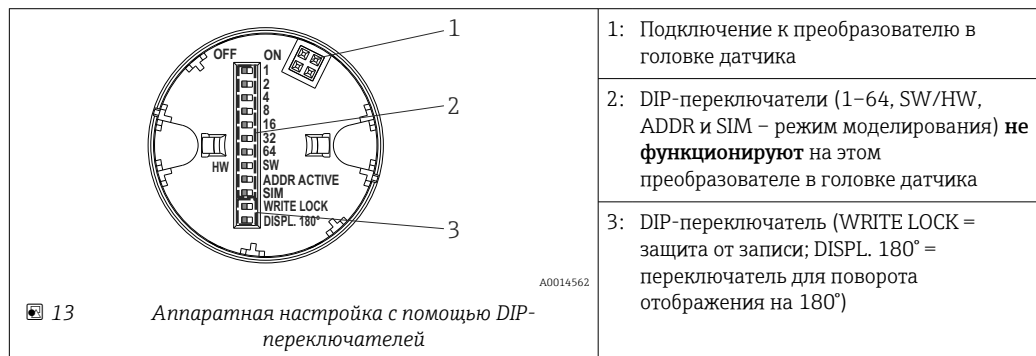 1
OFF ON
1
2
4
8
16
32
64
HW SW
ADDR ACTIVE
SIM
WRITE LOCK
DISPL. 180°
2
3
A0014562
13 Аппаратная настройка с помощью DIP-
переключателей
1: Подключение к преобразователю в
головке датчика
2: DIP-переключатели (1–64, SW/HW,
ADDR и SIM – режим моделирования) не
функционируют на этом
преобразователе в головке датчика
3: DIP-переключатель (WRITE LOCK =
защита от записи; DISPL. 180° =
переключатель для поворота
отображения на 180°)